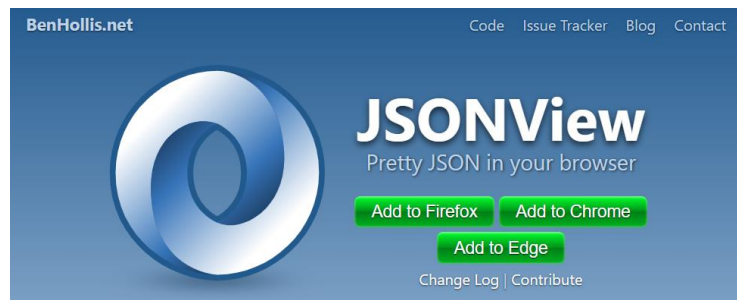 BenHollis.net Code Issue Tracker Blog Contact
JSONView
Pretty JSON in your browser
Add to Firefox Add to Chrome
Add to Edge
Change Log | Contribute